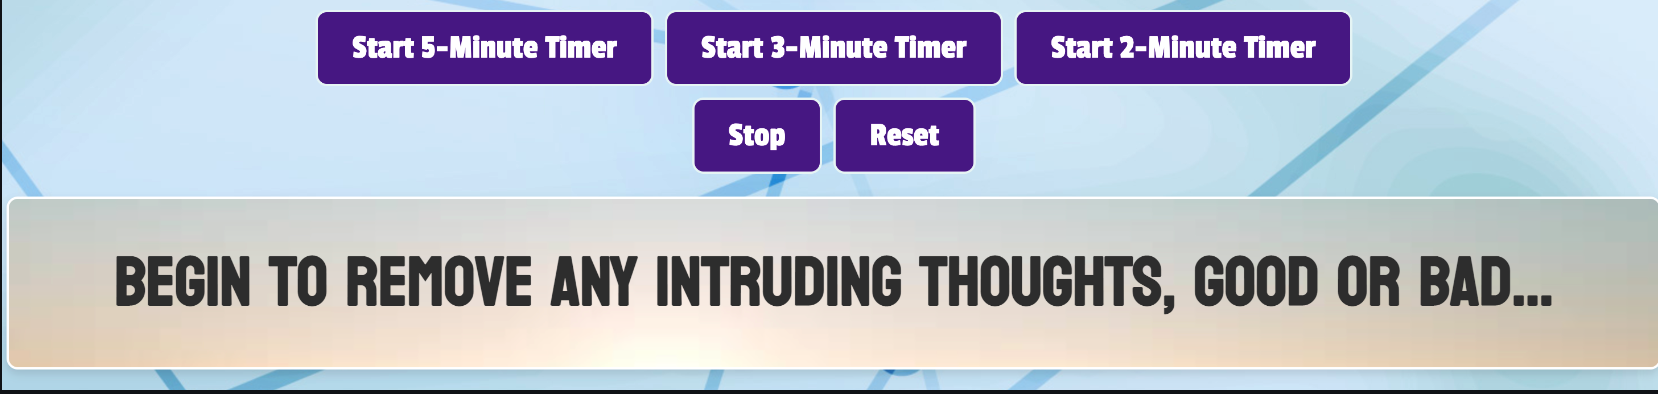 Start 5-Minute Timer Start 3-Minute Timer Start 2-Minute Timer
Stop Reset
BEGIN TO REMOVE ANY INTRUDING THOUGHTS, GOOD OR BAD...